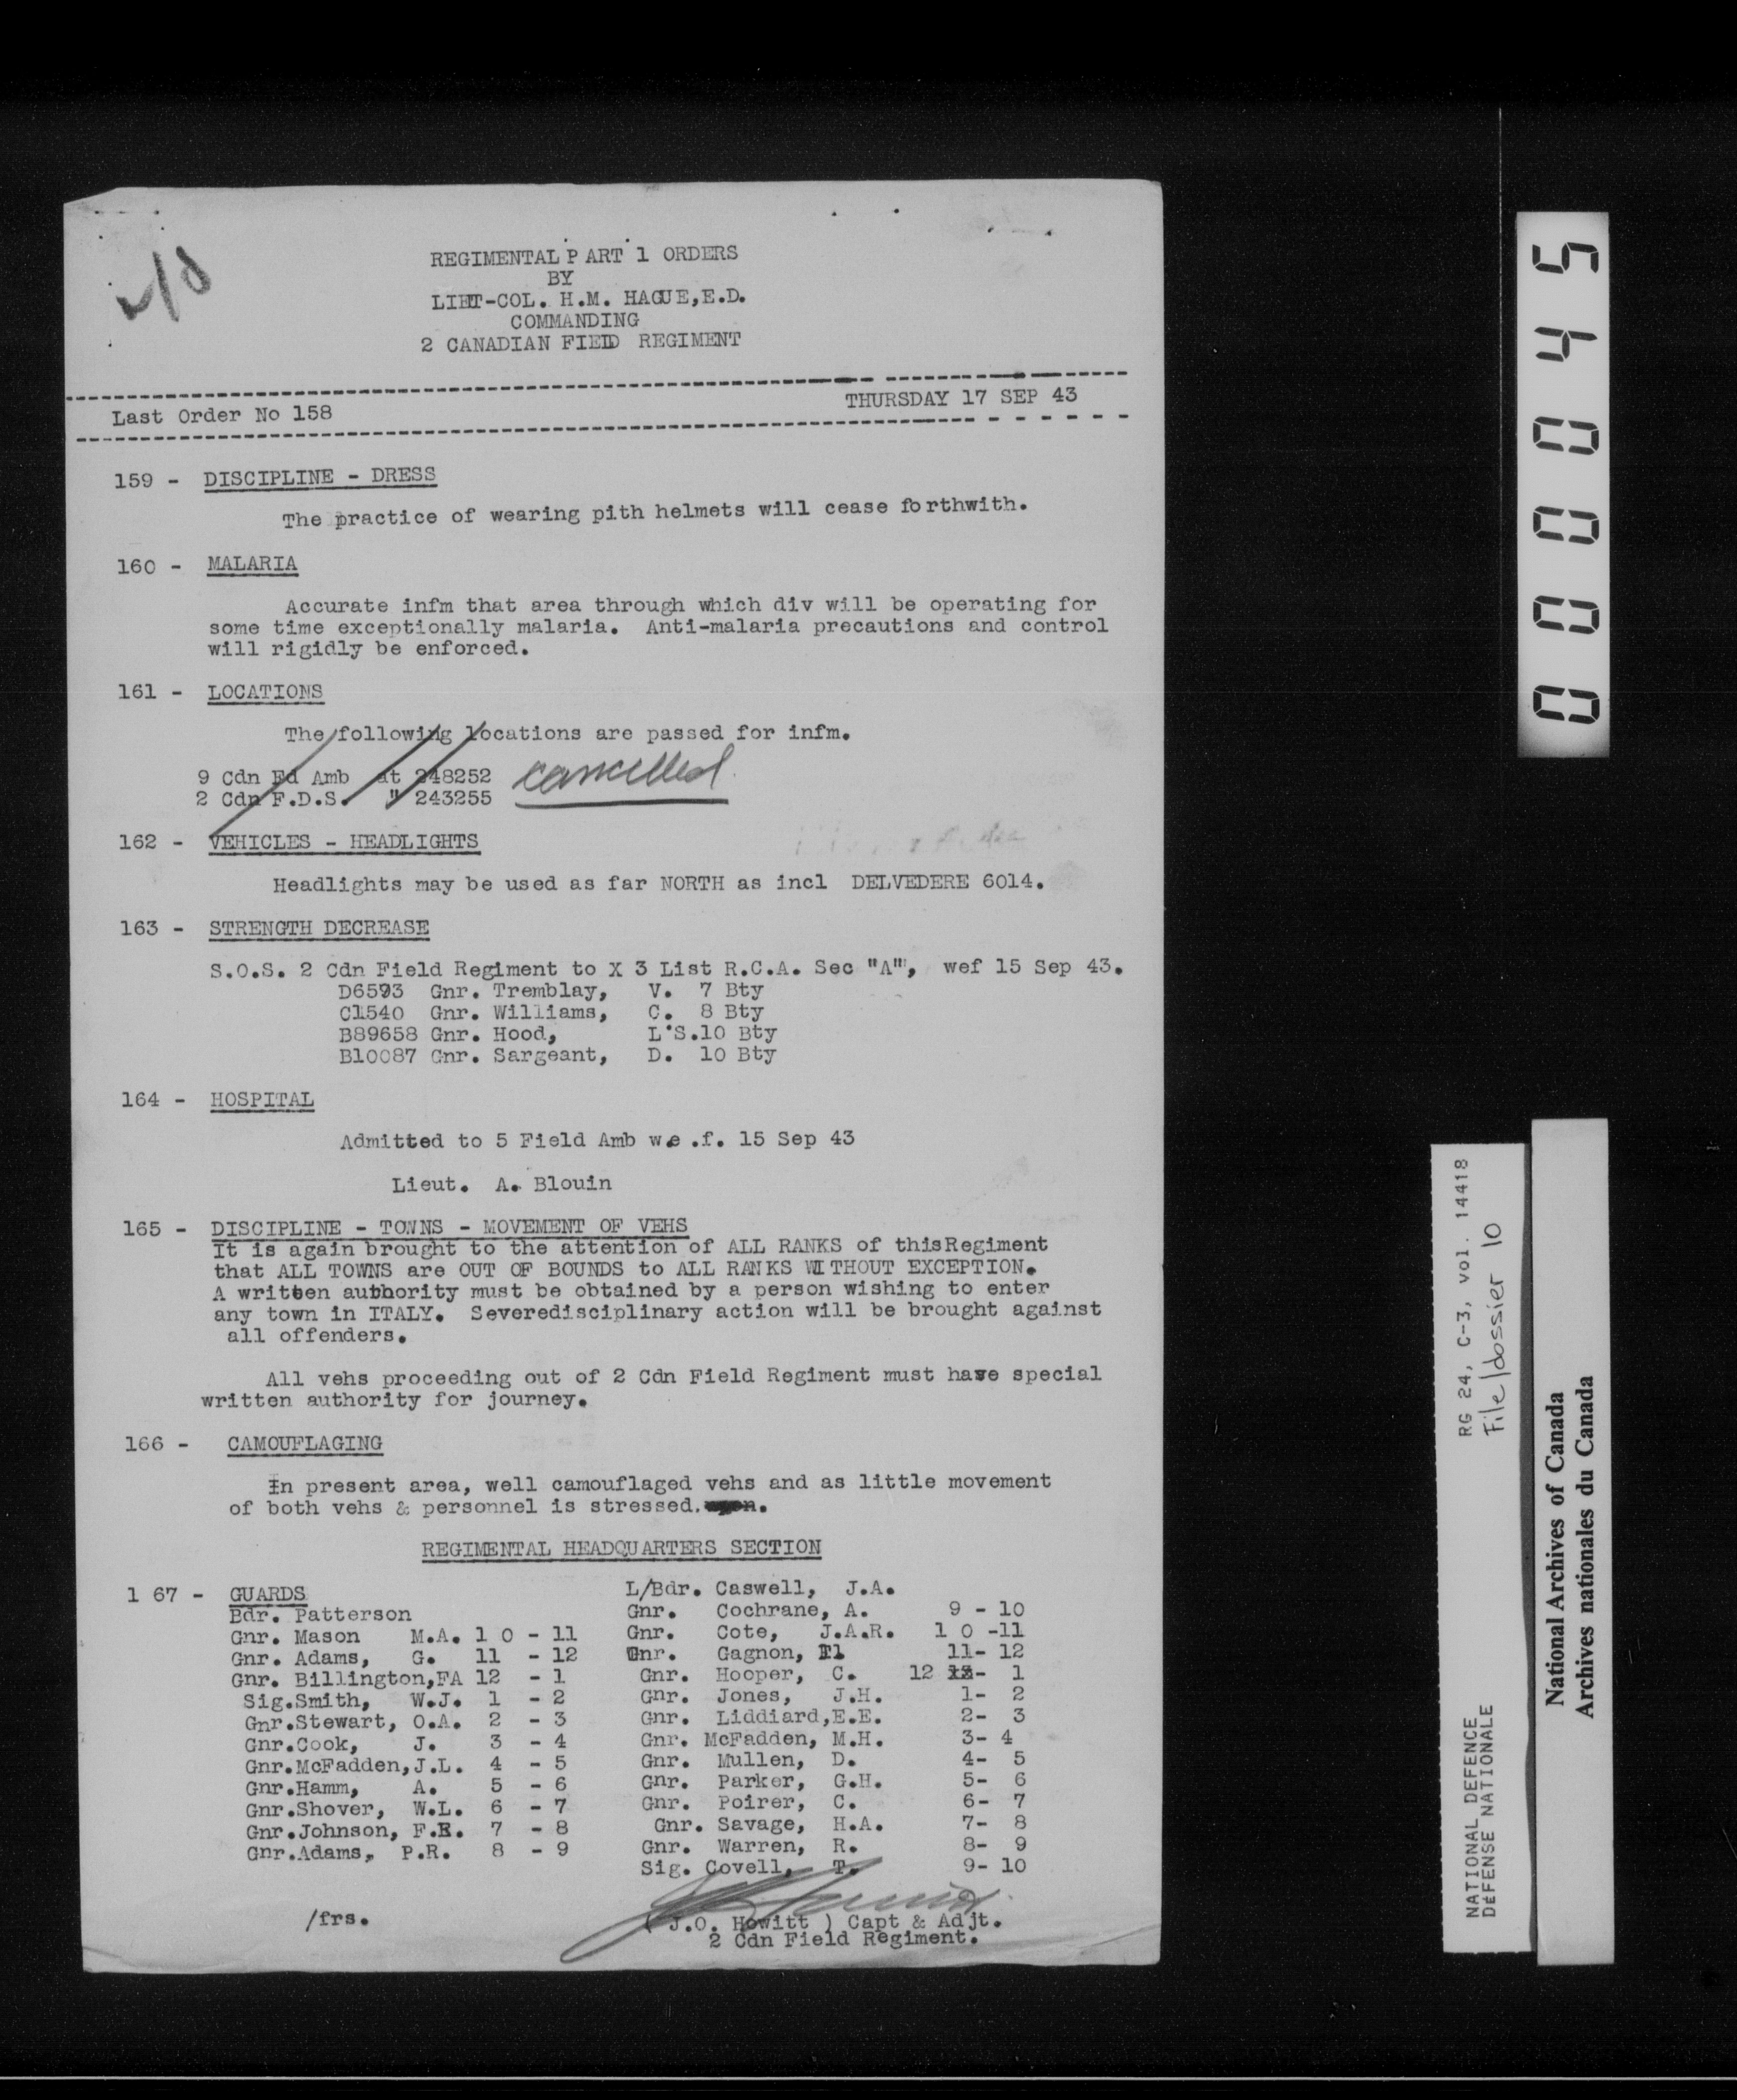 REGIMENTAL P ART 1 ORDERS
BY
LIET-COL. H.M. HAGUE,E.D.
COMMANDING
2 CANADIAN FIELD REGIMENT
THURSDAY 17 SEP 43
Last Order No 158
159 - DISCIPLINE - DRESS
The practice of wearing pith helmets will cease forthwith.
160 - MALARIA
Accurate infm that area through which div will be operating for
some time exceptionally malaria. Anti-malaria precautions and control
will rigidly be enforced.
161 - LOCATIONS
The following locations are passed for infm.
9 Cdn Fd Amb at 248252 cancelled
2 Cdn F.D.S. " 243255
162 - VEHICLES - HEADLIGHTS
Headlights may be used as far NORTH as incl DELVEDERE 6014.
163 - STRENGTH DECREASE
S.O.S. 2 Cdn Field Regiment to X 3 List R.C.A. Sec "A", wef 15 Sep 43.
D6593 Gnr. Tremblay, V. 7 Bty
C11540 Gnr. Williams, C. 8 Bty
B89658 Gnr. Hood, L'S.10 Bty
B10087 Gnr. Sargeant, D. 10 Bty
164 - HOSPITAL
Admitted to 5 Field Amb w.e .f. 15 Sep 43
Lieut. A. Blouin
165 - DISCIPLINE - TOWNS - MOVEMENT OF VEHS
It is again brought to the attention of ALL RANKS of thisRegiment
that ALL TOWNS are OUT OF BOUNDS to ALL RANKS WITHOUT EXCEPTION.
A written authority must be obtained by a person wishing to enter
any town in ITALY. Severedisciplinary action will be brought against
all offenders.
All vehs proceeding out of 2 Cdn Field Regiment must have special
written authority for journey.
166 - CAMOUFLAGING
In present area, well camouflaged vehs and as little movement
of both vehs & personnel is stressed.
REGIMENTAL HEADQUARTERS SECTION
1 67 - GUARDS
Bdr. Patterson
Gnr. Mason M.A. 1 0 - 11
Gnr. Adams, G. 11 - 12
Gnr. Billington,FA 12 - 1
Sig.Smith, W.J. 1 - 2
Gnr.Stewart, O.A. 2 - 3
Gnr.Cook, J. 3 - 4
Gnr.McFadden,J.L. 4 - 5
Gnr.Hamm, A. 5 - 6
Gnr.Shover, W.L. 6 - 7
Gnr.Johnson, F.E. 7 - 8
Gnr.Adams, P.R. 8 - 9
L/Bdr. Caswell, J.A.
Gnr. Cochrane, A. 9 - 10
Gnr. Cote, J.A.R. 1 0 -11
Gnr. Gagnon, 11- 12
Gnr. Hooper, C. 12 - 1
Gnr. Jones, J.H. 1- 2
Gnr. Liddiard,E.E. 2- 3
Gnr. McFadden, M.H. 3- 4
Gnr. Mullen, D. 4- 5
Gnr. Parker, G.H. 5- 6
Gnr. Poirer, C. 6- 7
Gnr. Savage, H.A. 7- 8
Gnr. Warren, R. 8- 9
Sig. Covell, T. 9- 10
/frs.
( J.O. Howitt ) Capt & Adjt.
2 Cdn Field Regiment.
000045
NATIONAL DEFENCE RG 24, C-3, vol. 14418
DÉFENSE NATIONALE File/dossier 10
National Archives of Canada
Archives nationales du Canada